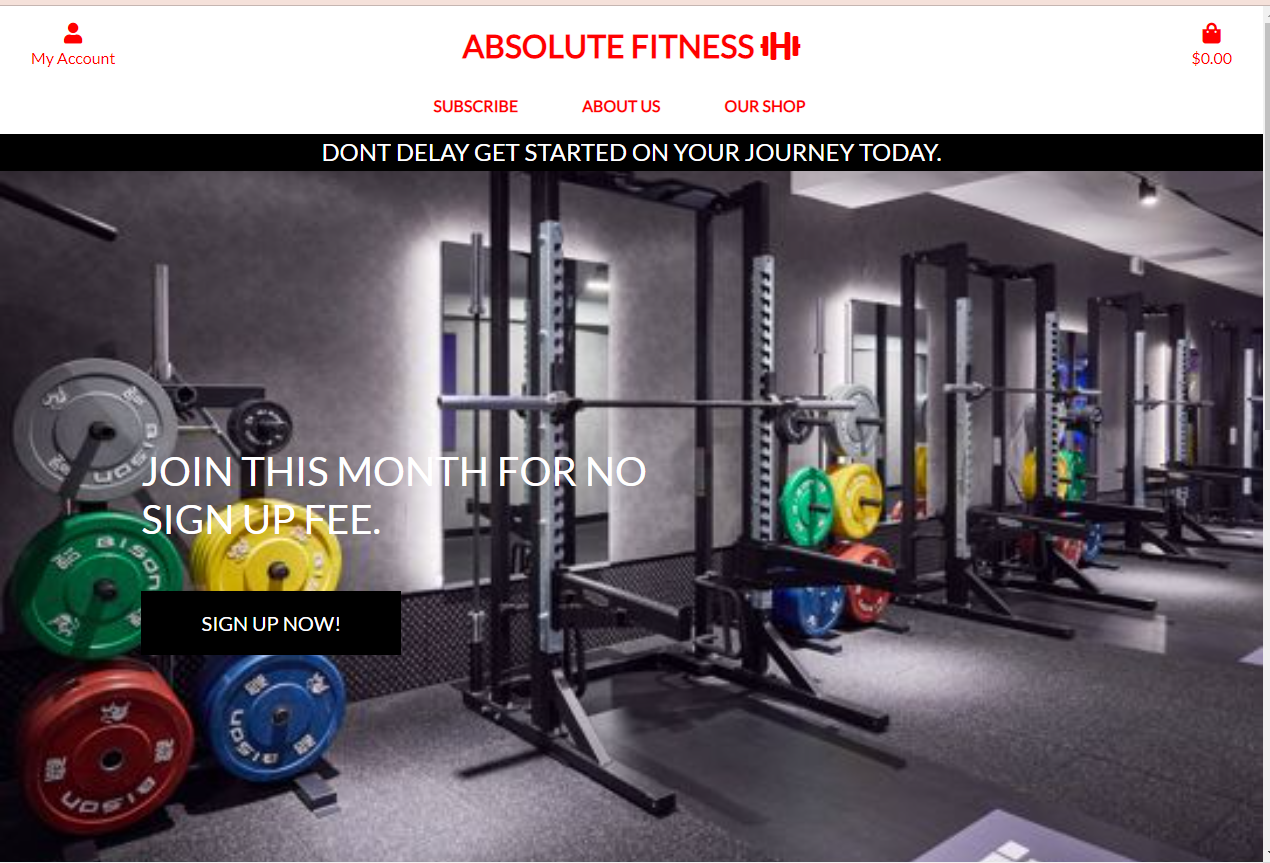 My Account
ABSOLUTE FITNESS
$0.00
SUBSCRIBE ABOUT US OUR SHOP
DONT DELAY GET STARTED ON YOUR JOURNEY TODAY.
BISON
JOIN THIS MONTH FOR NO
SIGN UP FEE.
BISON
SIGN UP NOW!
BISON
BISON